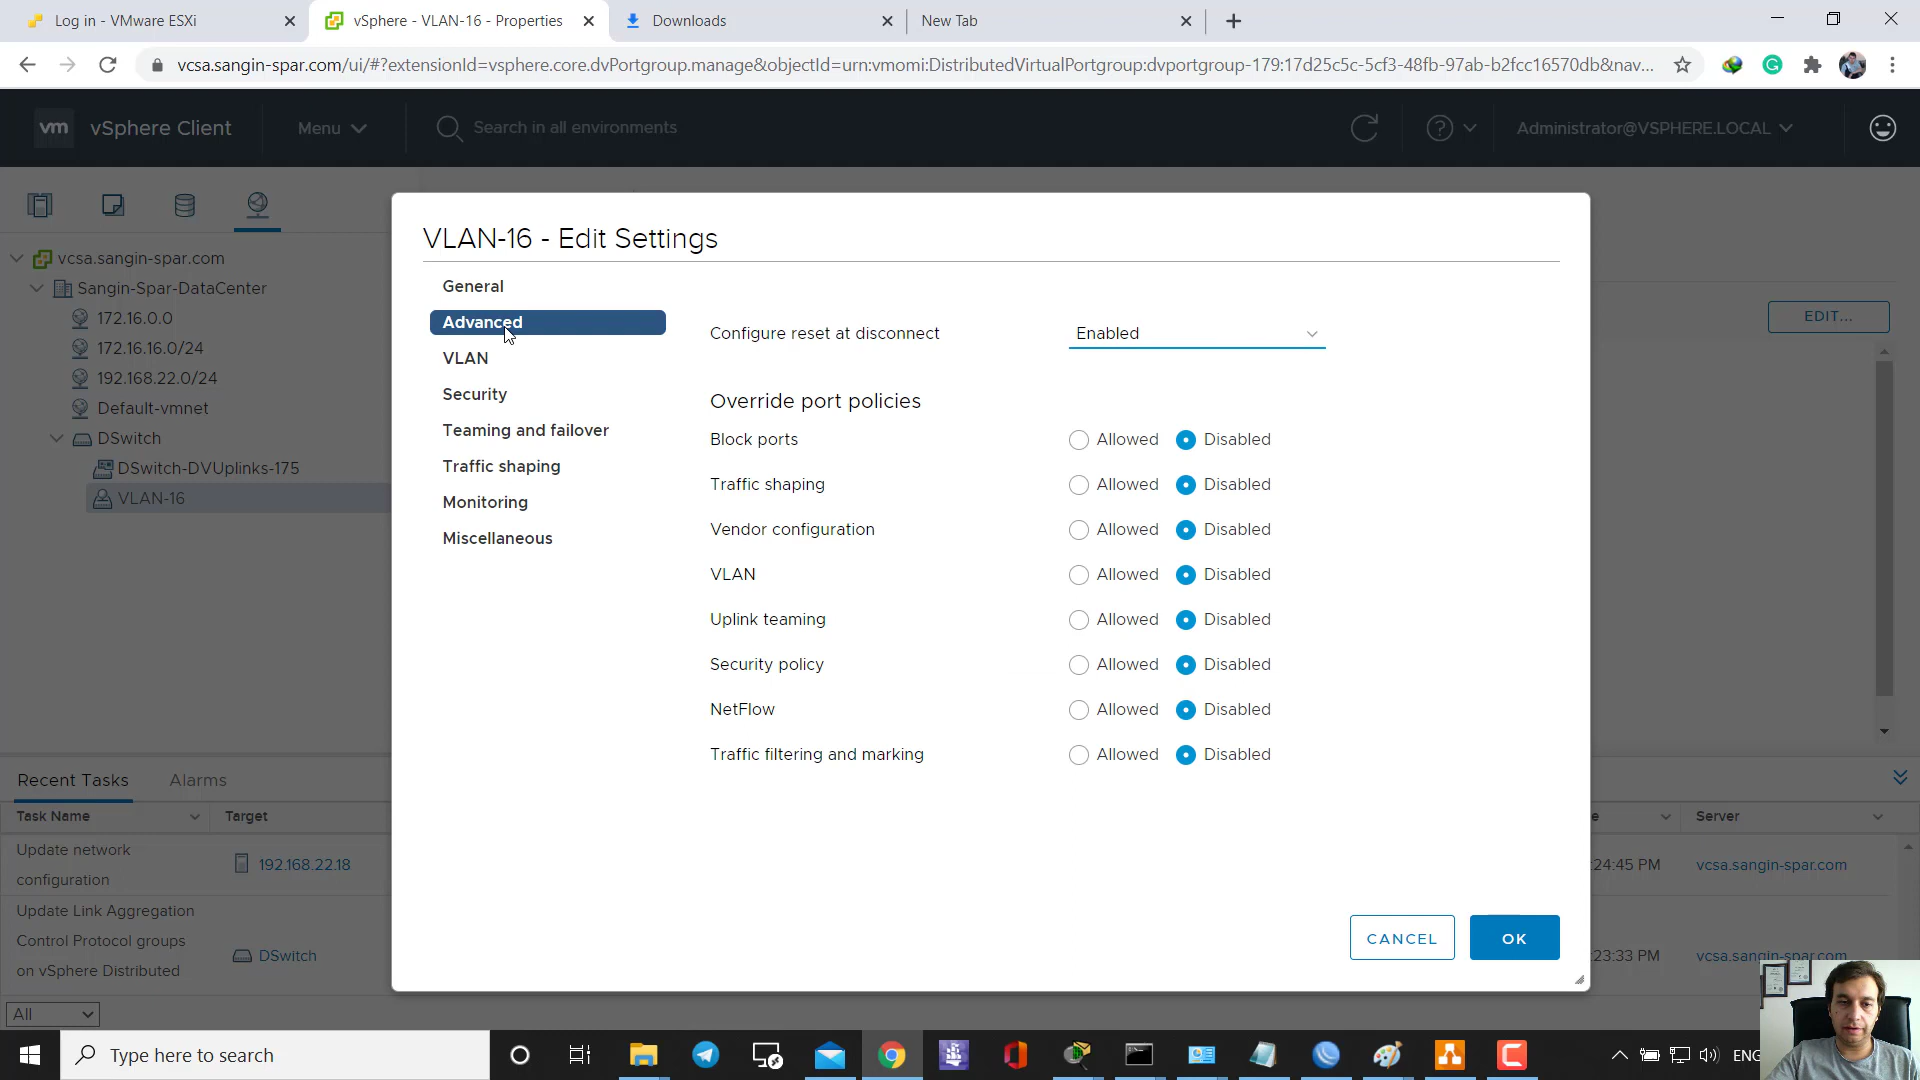 Log in - VMware ESXi
vSphere - VLAN-16 - Properties
Downloads
New Tab
vcsa.sangin-spar.com/ui/#?extensionId=vsphere.core.dvPortgroup.manage&objectId=urn:vmomi:DistributedVirtualPortgroup:dvportgroup-179:17d25c5c-5cf3-48fb-97ab-b2fcc16570db&nav...
vm vSphere Client
Menu
Search in all environments
Administrator@VSPHERE.LOCAL
vcsa.sangin-spar.com
Sangin-Spar-DataCenter
172.16.0.0
172.16.16.0/24
192.168.22.0/24
Default-vmnet
DSwitch
DSwitch-DVUplinks-175
VLAN-16
EDIT...
VLAN-16 - Edit Settings
General
Advanced
VLAN
Security
Teaming and failover
Traffic shaping
Monitoring
Miscellaneous
Configure reset at disconnect Enabled
Override port policies
Block ports Allowed Disabled
Traffic shaping Allowed Disabled
Vendor configuration Allowed Disabled
VLAN Allowed Disabled
Uplink teaming Allowed Disabled
Security policy Allowed Disabled
NetFlow Allowed Disabled
Traffic filtering and marking Allowed Disabled
CANCEL OK
Recent Tasks Alarms
Task Name Target e Server
Update network
configuration
192.168.22.18 :24:45 PM vcsa.sangin-spar.com
Update Link Aggregation
Control Protocol groups
on vSphere Distributed
DSwitch :23:33 PM vcsa.sangin-spar.com
All
Type here to search
ENG